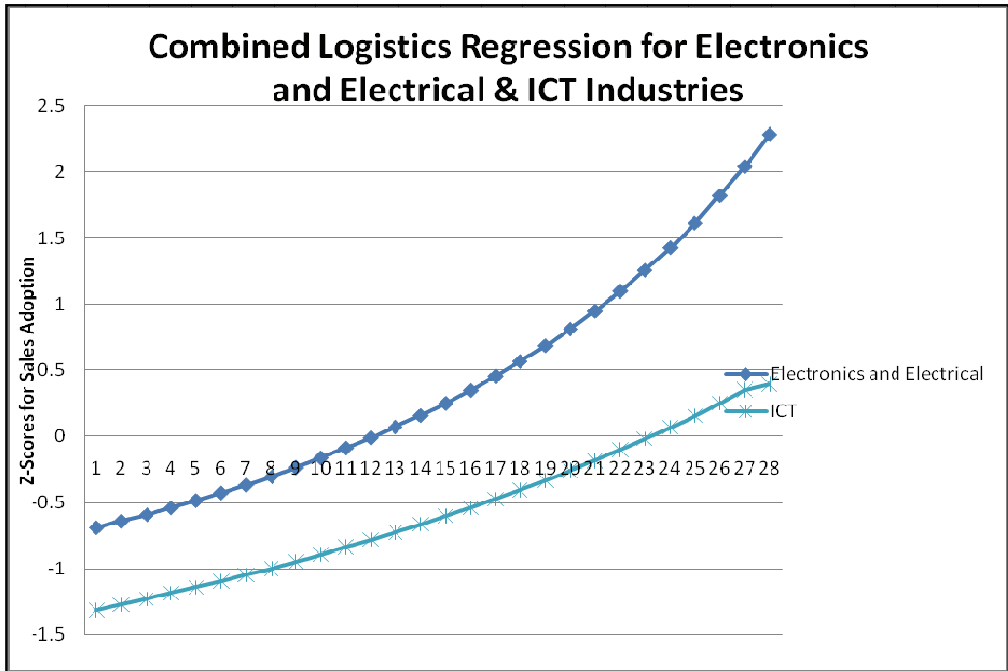 Combined Logistics Regression for Electronics
and Electrical & ICT Industries
Z-Scores for Sales Adoption
2.5
2
1.5
1
0.5
0
-0.5
-1
-1.5
1 2 3 4 5 6 7 8 9 10 11 12 13 14 15 16 17 18 19 20 21 22 23 24 25 26 27 28
Electronics and Electrical
ICT